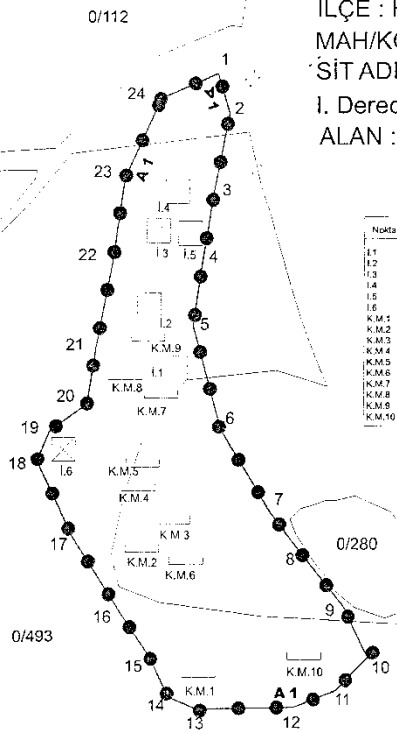 0/112
İLÇE :
MAH/K
SİT ADI
I. Derec
ALAN :
1
A 1
24
2
A 1
23
3
I.4
I.3
I.5
4
22
Nokta
I.1
I.2
I.3
I.4
I.5
I.6
K.M.1
K.M.2
K.M.3
K.M.4
K.M.5
K.M.6
K.M.7
K.M.8
K.M.9
K.M.10
5
I.2
21
K.M.9
I.1
K.M.8
K.M.7
20
19
6
18
I.6
K.M.5
K.M.4
7
17
K.M 3
8
0/280
K.M.2
K.M.6
16
9
0/493
15
10
K.M.10
14
K.M.1
11
A 1
13
12